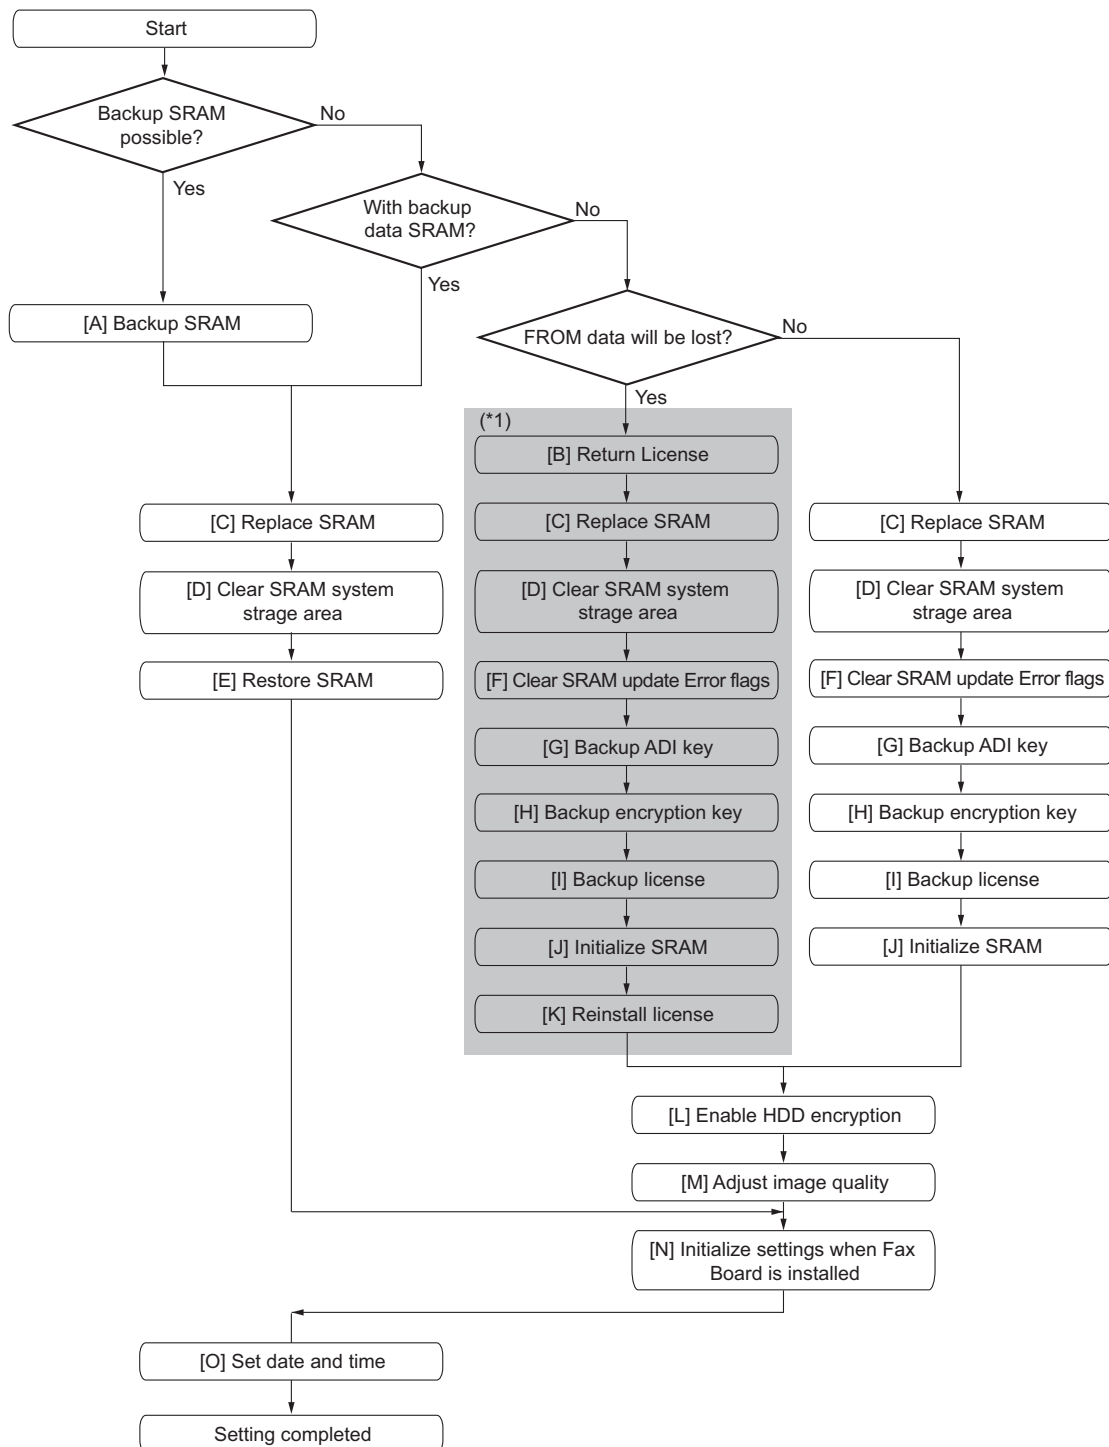 Start
Backup SRAM
possible?
No
Yes
With backup
data SRAM?
No
Yes
[A] Backup SRAM
FROM data will be lost?
No
Yes
(*1)
[B] Return License
[C] Replace SRAM
[C] Replace SRAM
[C] Replace SRAM
[D] Clear SRAM system
strage area
[D] Clear SRAM system
strage area
[D] Clear SRAM system
strage area
[E] Restore SRAM
[F] Clear SRAM update Error flags
[F] Clear SRAM update Error flags
[G] Backup ADI key
[G] Backup ADI key
[H] Backup encryption key
[H] Backup encryption key
[I] Backup license
[I] Backup license
[J] Initialize SRAM
[J] Initialize SRAM
[K] Reinstall license
[L] Enable HDD encryption
[M] Adjust image quality
[N] Initialize settings when Fax
Board is installed
[O] Set date and time
Setting completed